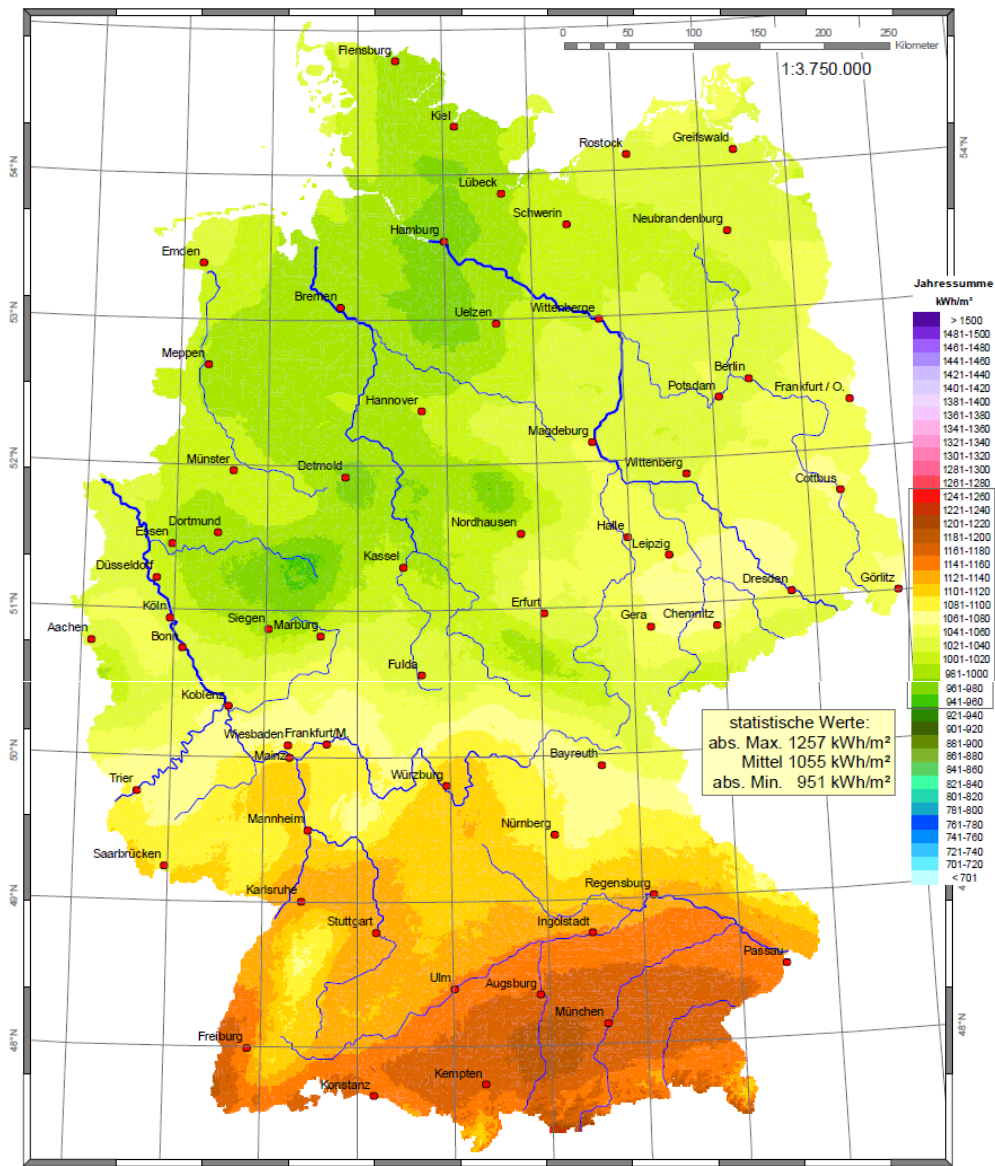 0 50 100 150 200 250 Kilometer
1:3.750.000
Flensburg
Kiel
Rostock
Greifswald
54°N
54°N
Lübeck
Schwerin
Neubrandenburg
Hamburg
Emden
Bremen
Uelzen
Wittenberge
53°N
Meppen
Berlin
Potsdam
Frankfurt / O.
Hannover
Magdeburg
52°N
Münster
Detmold
Wittenberg
Cottbus
Dortmund
Essen
Nordhausen
Halle
Leipzig
Düsseldorf
Kassel
Dresden
Görlitz
51°N
Köln
Erfurt
Aachen
Siegen
Marburg
Gera
Chemnitz
Bonn
Fulda
Koblenz
50°N
Wiesbaden
Frankfurt/M.
Mainz
Bayreuth
Trier
Würzburg
Mannheim
Nürnberg
Saarbrücken
49°N
Karlsruhe
Regensburg
Stuttgart
Ingolstadt
Passau
Ulm
Augsburg
München
48°N
48°N
Freiburg
Konstanz
Kempten
statistische Werte:
abs. Max. 1257 kWh/m²
Mittel 1055 kWh/m²
abs. Min. 951 kWh/m²
Jahressumme
kWh/m²
> 1500
1481-1500
1461-1480
1441-1460
1421-1440
1401-1420
1381-1400
1361-1380
1341-1360
1321-1340
1301-1320
1281-1300
1261-1280
1241-1260
1221-1240
1201-1220
1181-1200
1161-1180
1141-1160
1121-1140
1101-1120
1081-1100
1061-1080
1041-1060
1021-1040
1001-1020
981-1000
961-980
941-960
921-940
901-920
881-900
861-880
841-860
821-840
801-820
781-800
761-780
741-760
721-740
701-720
<701